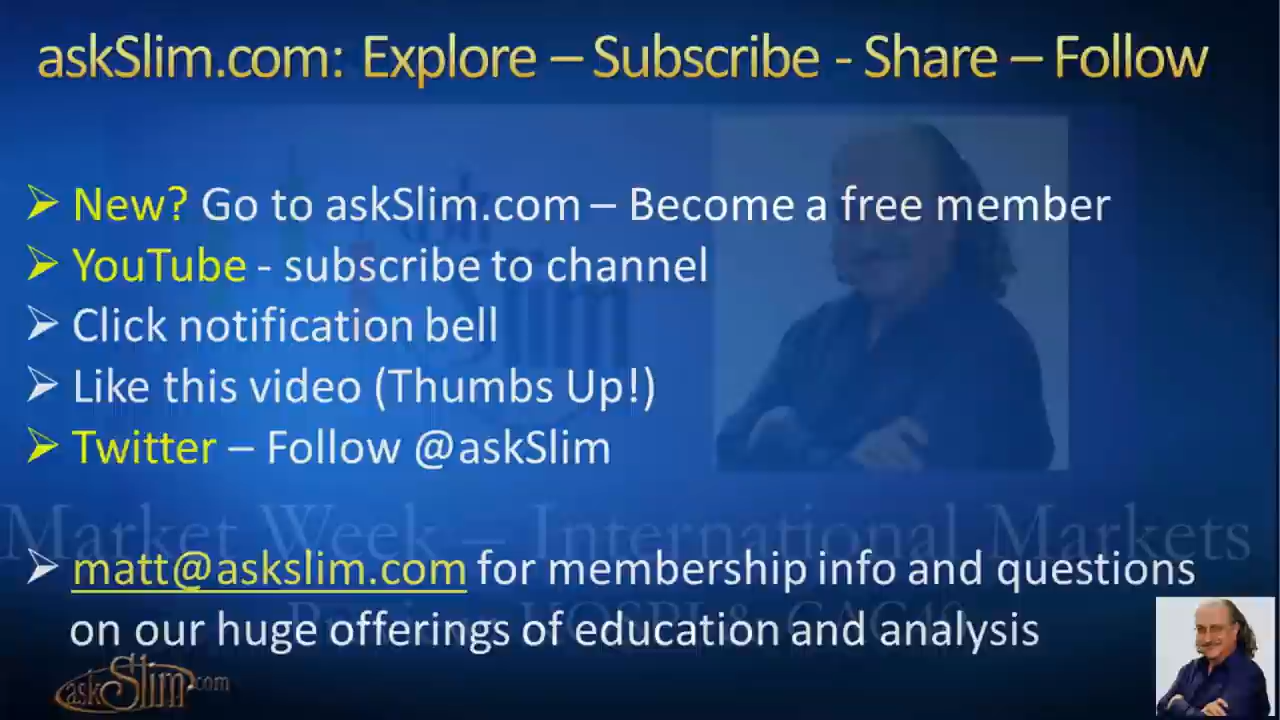 askSlim.com: Explore – Subscribe - Share – Follow
New? Go to askSlim.com – Become a free member
YouTube - subscribe to channel
Click notification bell
Like this video (Thumbs Up!)
Twitter – Follow @askSlim
Market Week – International Markets
matt@askslim.com for membership info and questions
on our huge offerings of education and analysis
askSlim.com